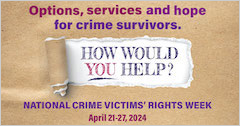 Options, services and hope
for crime survivors.
HOW WOULD
YOU HELP?
NATIONAL CRIME VICTIMS' RIGHTS WEEK
April 21-27, 2024